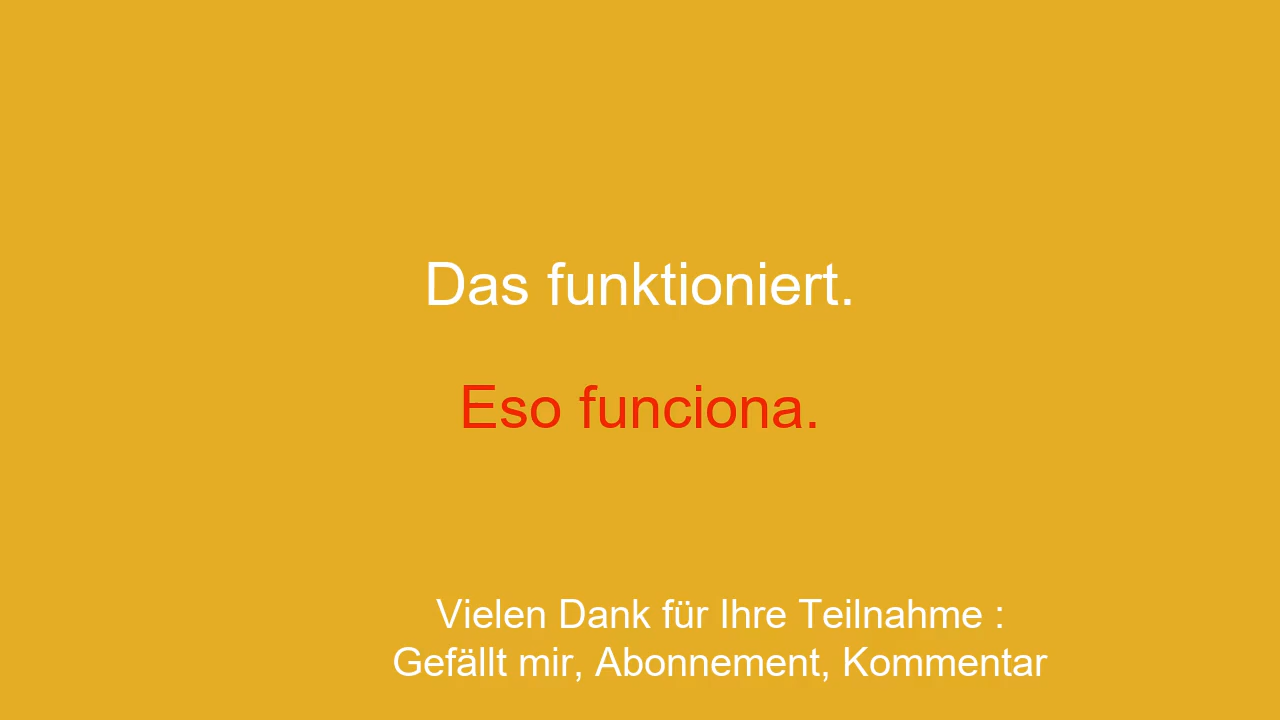 Das funktioniert.
Eso funciona.
Vielen Dank für Ihre Teilnahme :
Gefällt mir, Abonnement, Kommentar